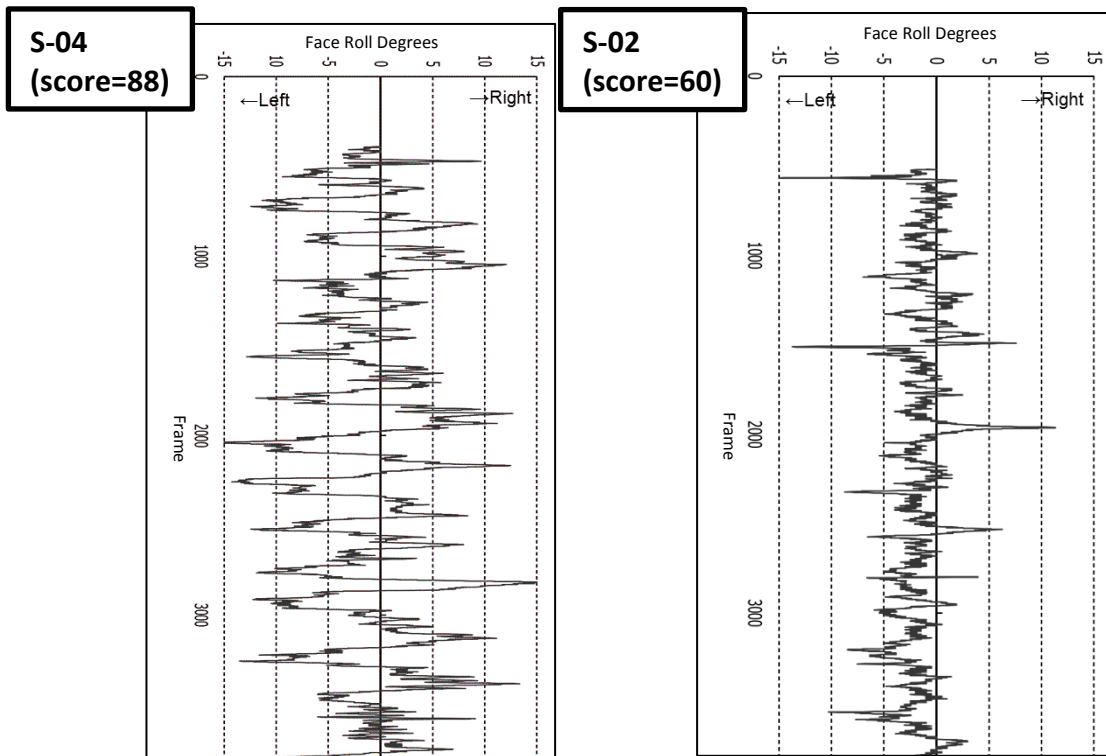 S-04
(score=88)
Face Roll Degrees
-15 -10 -5 0 5 10 15
←Left →Right
0
1000
2000
3000
Frame
S-02
(score=60)
Face Roll Degrees
-15 -10 -5 0 5 10 15
←Left →Right
0
1000
2000
3000
Frame